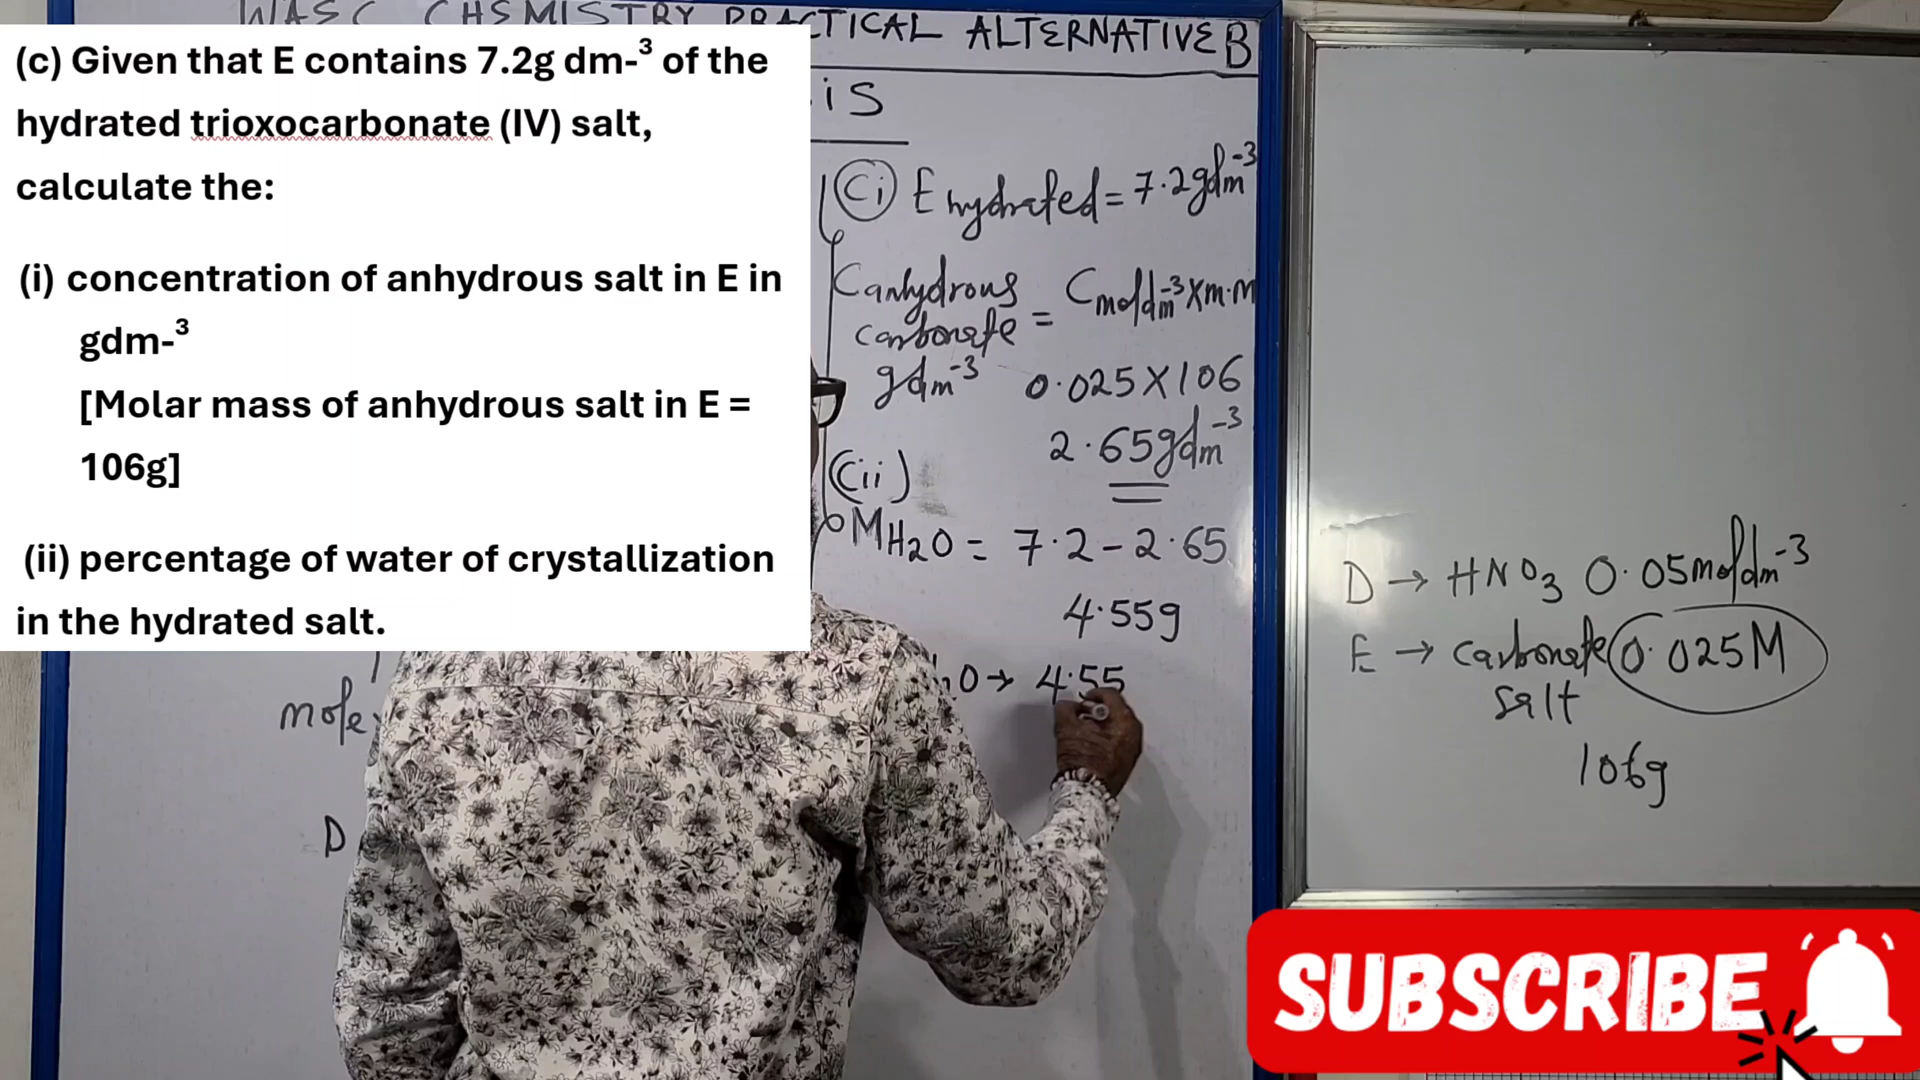 WASC CHEMISTRY PRACTICAL ALTERNATIVE B
is
(c) Given that E contains 7.2g dm-³ of the
hydrated trioxocarbonate (IV) salt,
calculate the:
(i) concentration of anhydrous salt in E in
gdm-³
[Molar mass of anhydrous salt in E =
106g]
(ii) percentage of water of crystallization
in the hydrated salt.
mole
D
(Ci) E hydrated = 7.2gdm⁻³
Canhydrous = Cmoldm⁻³ x m.m
carbonate
gdm⁻³ 0.025 X 106
2.65gdm⁻³
(Cii)
MH₂O = 7.2 - 2.65
4.55g
₂O → 4.55
D → HNO₃ 0.05moldm⁻³
E → carbonate 0.025M
salt
106g
SUBSCRIBE